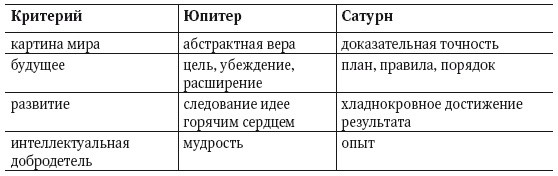 Критерий Юпитер Сатурн
картина мира абстрактная вера доказательная точность
будущее цель, убеждение, план, правила, порядок
расширение
развитие следование идее хладнокровное достижение
горячим сердцем результата
интеллектуальная мудрость опыт
добродетель